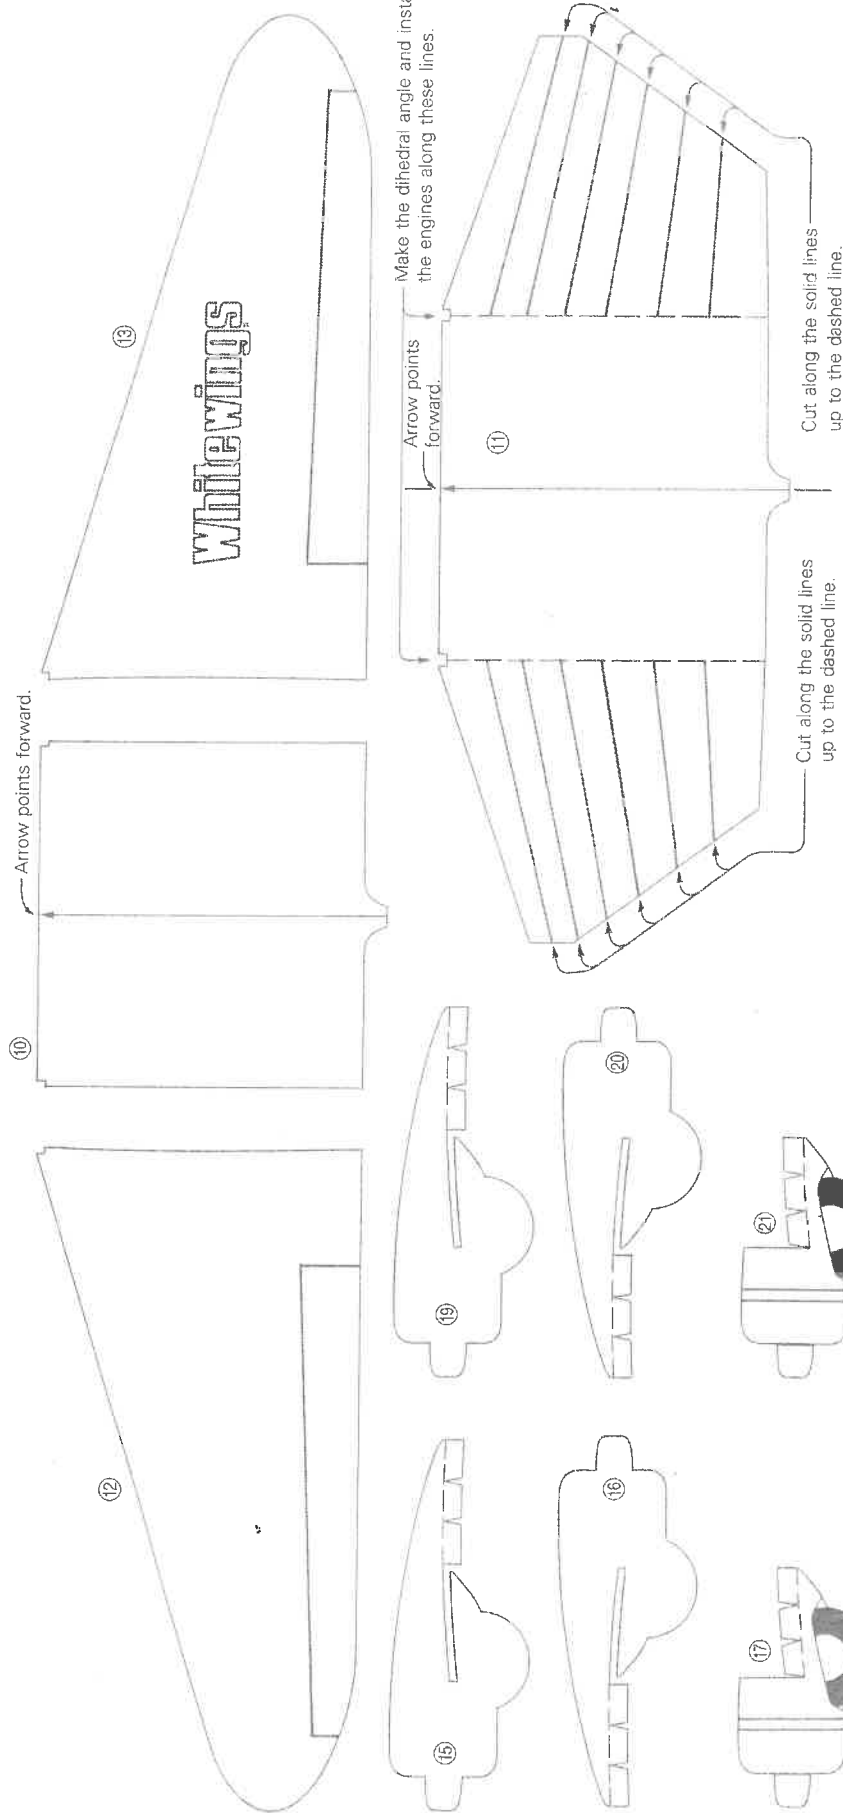 ⑬
Whitewings
Arrow points forward.
⑩
⑫
Make the dihedral angle and insta
the engines along these lines.
Arrow points
forward.
⑪
Cut along the solid lines
up to the dashed line.
Cut along the solid lines
up to the dashed line.
⑲
⑳
㉑
⑮
⑯
⑰